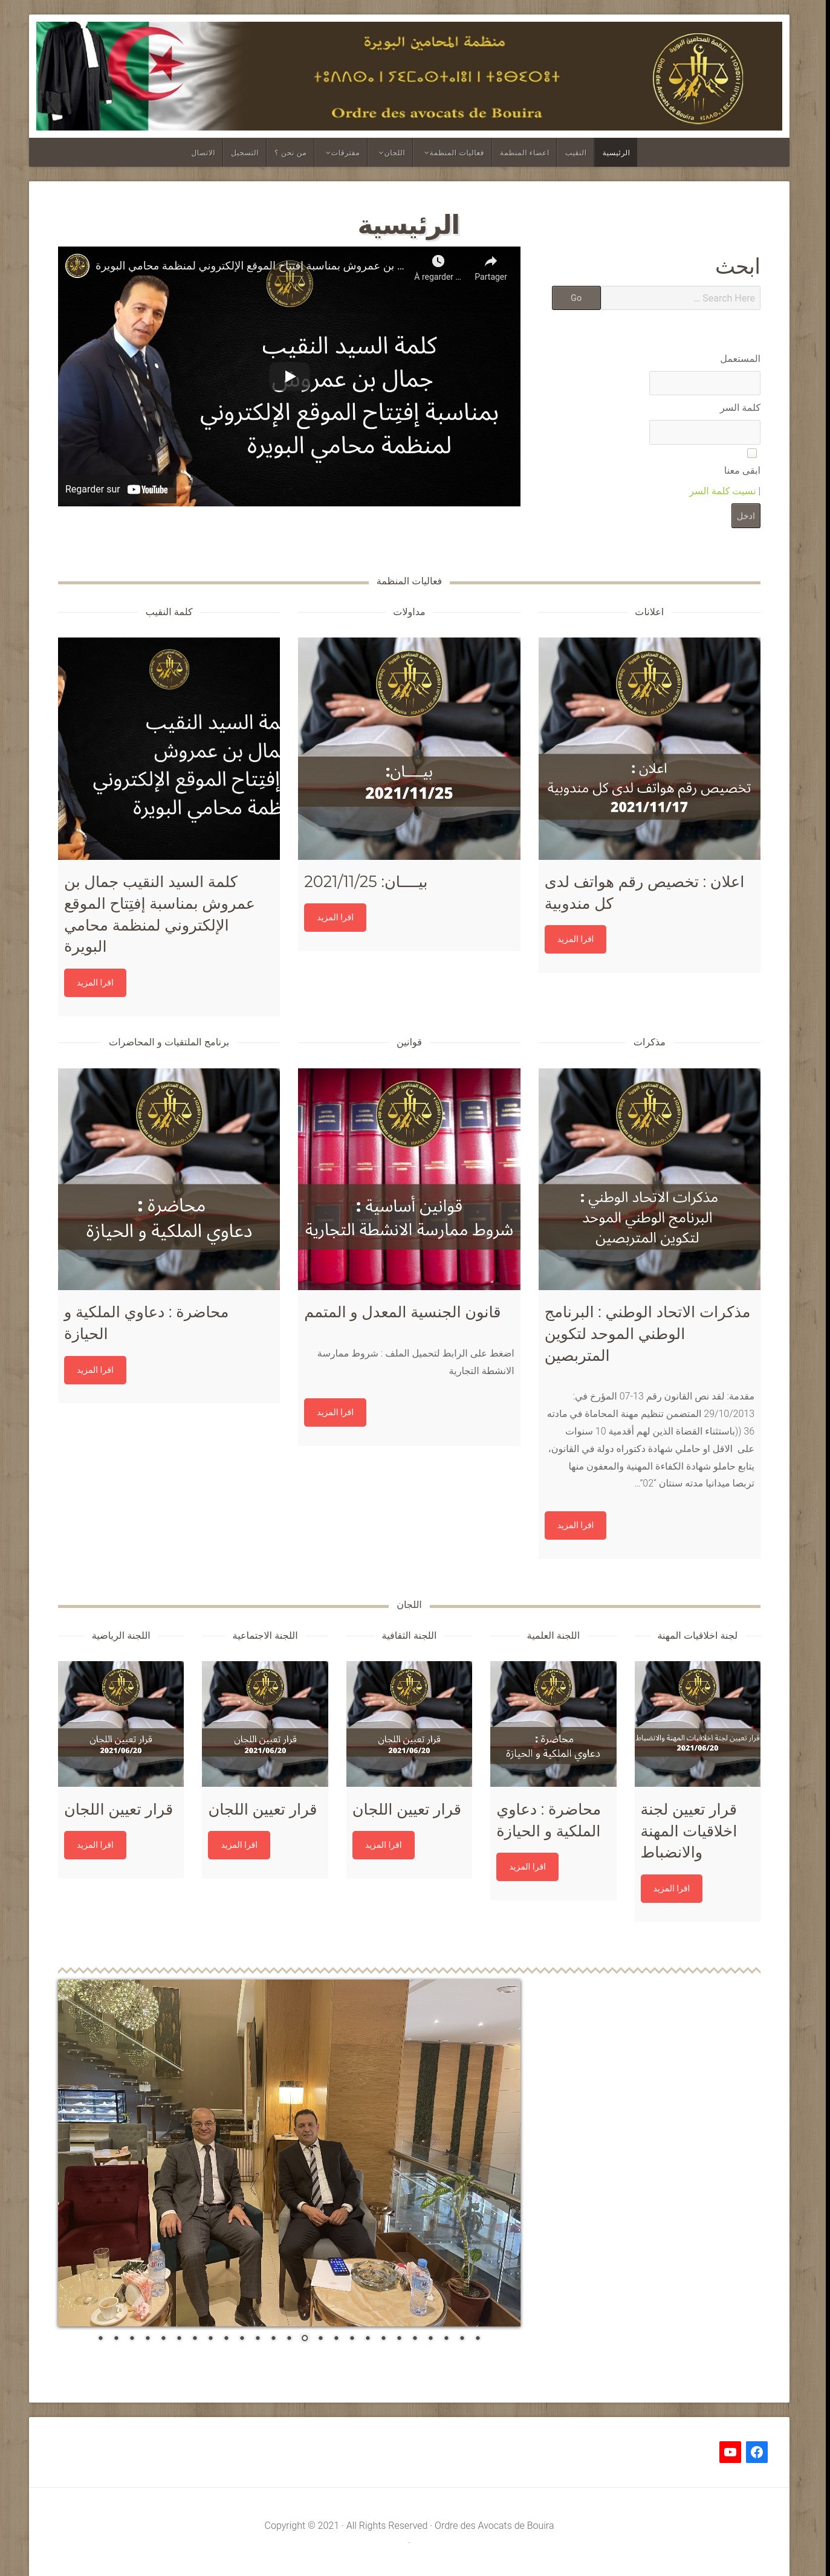 منظمة المحامين البويرة
Ordre des avocats de Bouira
الرئيسية
النقيب
اعضاء المنظمة
فعاليات المنظمة
اللجان
متفرقات
من نحن ؟
التسجيل
الاتصال
الرئيسية
... بن عمروش بمناسبة إفتِتاح الموقع الإلكتروني لمنظمة محامي البويرة
À regarder ...
Partager
كلمة السيد النقيب
جمال بن عمروش
بمناسبة إفتِتاح الموقع الإلكتروني
لمنظمة محامي البويرة
Regarder sur YouTube
ابحث
Search Here ...
Go
المستعمل
كلمة السر
ابقى معنا
| نسيت كلمة السر
ادخل
فعاليات المنظمة
اعلانات
اعلان :
تخصيص رقم هواتف لدى كل مندوبية
2021/11/17
اعلان : تخصيص رقم هواتف لدى
كل مندوبية
اقرا المزيد
مداولات
بيــــان:
2021/11/25
بيــــان: 2021/11/25
اقرا المزيد
كلمة النقيب
مة السيد النقيب
مال بن عمروش
إفتِتاح الموقع الإلكتروني
ظمة محامي البويرة
كلمة السيد النقيب جمال بن
عمروش بمناسبة إفتِتاح الموقع
الإلكتروني لمنظمة محامي
البويرة
اقرا المزيد
مذكرات
مذكرات الاتحاد الوطني :
البرنامج الوطني الموحد
لتكوين المتربصين
مذكرات الاتحاد الوطني : البرنامج
الوطني الموحد لتكوين
المتربصين
مقدمة: لقد نص القانون رقم 13-07 المؤرخ في:
29/10/2013 المتضمن تنظيم مهنة المحاماة في مادته
36 ((باستثناء القضاة الذين لهم أقدمية 10 سنوات
على الاقل او حاملي شهادة دكتوراه دولة في القانون،
يتابع حاملو شهادة الكفاءة المهنية والمعفون منها
تربصا ميدانيا مدته سنتان "02"...
اقرا المزيد
قوانين
قوانين أساسية :
شروط ممارسة الانشطة التجارية
قانون الجنسية المعدل و المتمم
اضغط على الرابط لتحميل الملف : شروط ممارسة
الانشطة التجارية
اقرا المزيد
برنامج الملتقيات و المحاضرات
محاضرة :
دعاوي الملكية و الحيازة
محاضرة : دعاوي الملكية و
الحيازة
اقرا المزيد
اللجان
لجنة اخلاقيات المهنة
قرار تعيين لجنة اخلاقيات المهنة والانضباط
2021/06/20
قرار تعيين لجنة
اخلاقيات المهنة
والانضباط
اقرا المزيد
اللجنة العلمية
محاضرة :
دعاوي الملكية و الحيازة
محاضرة : دعاوي
الملكية و الحيازة
اقرا المزيد
اللجنة الثقافية
قرار تعيين اللجان
2021/06/20
قرار تعيين اللجان
اقرا المزيد
اللجنة الاجتماعية
قرار تعيين اللجان
2021/06/20
قرار تعيين اللجان
اقرا المزيد
اللجنة الرياضية
قرار تعيين اللجان
2021/06/20
قرار تعيين اللجان
اقرا المزيد
Copyright © 2021 · All Rights Reserved · Ordre des Avocats de Bouira